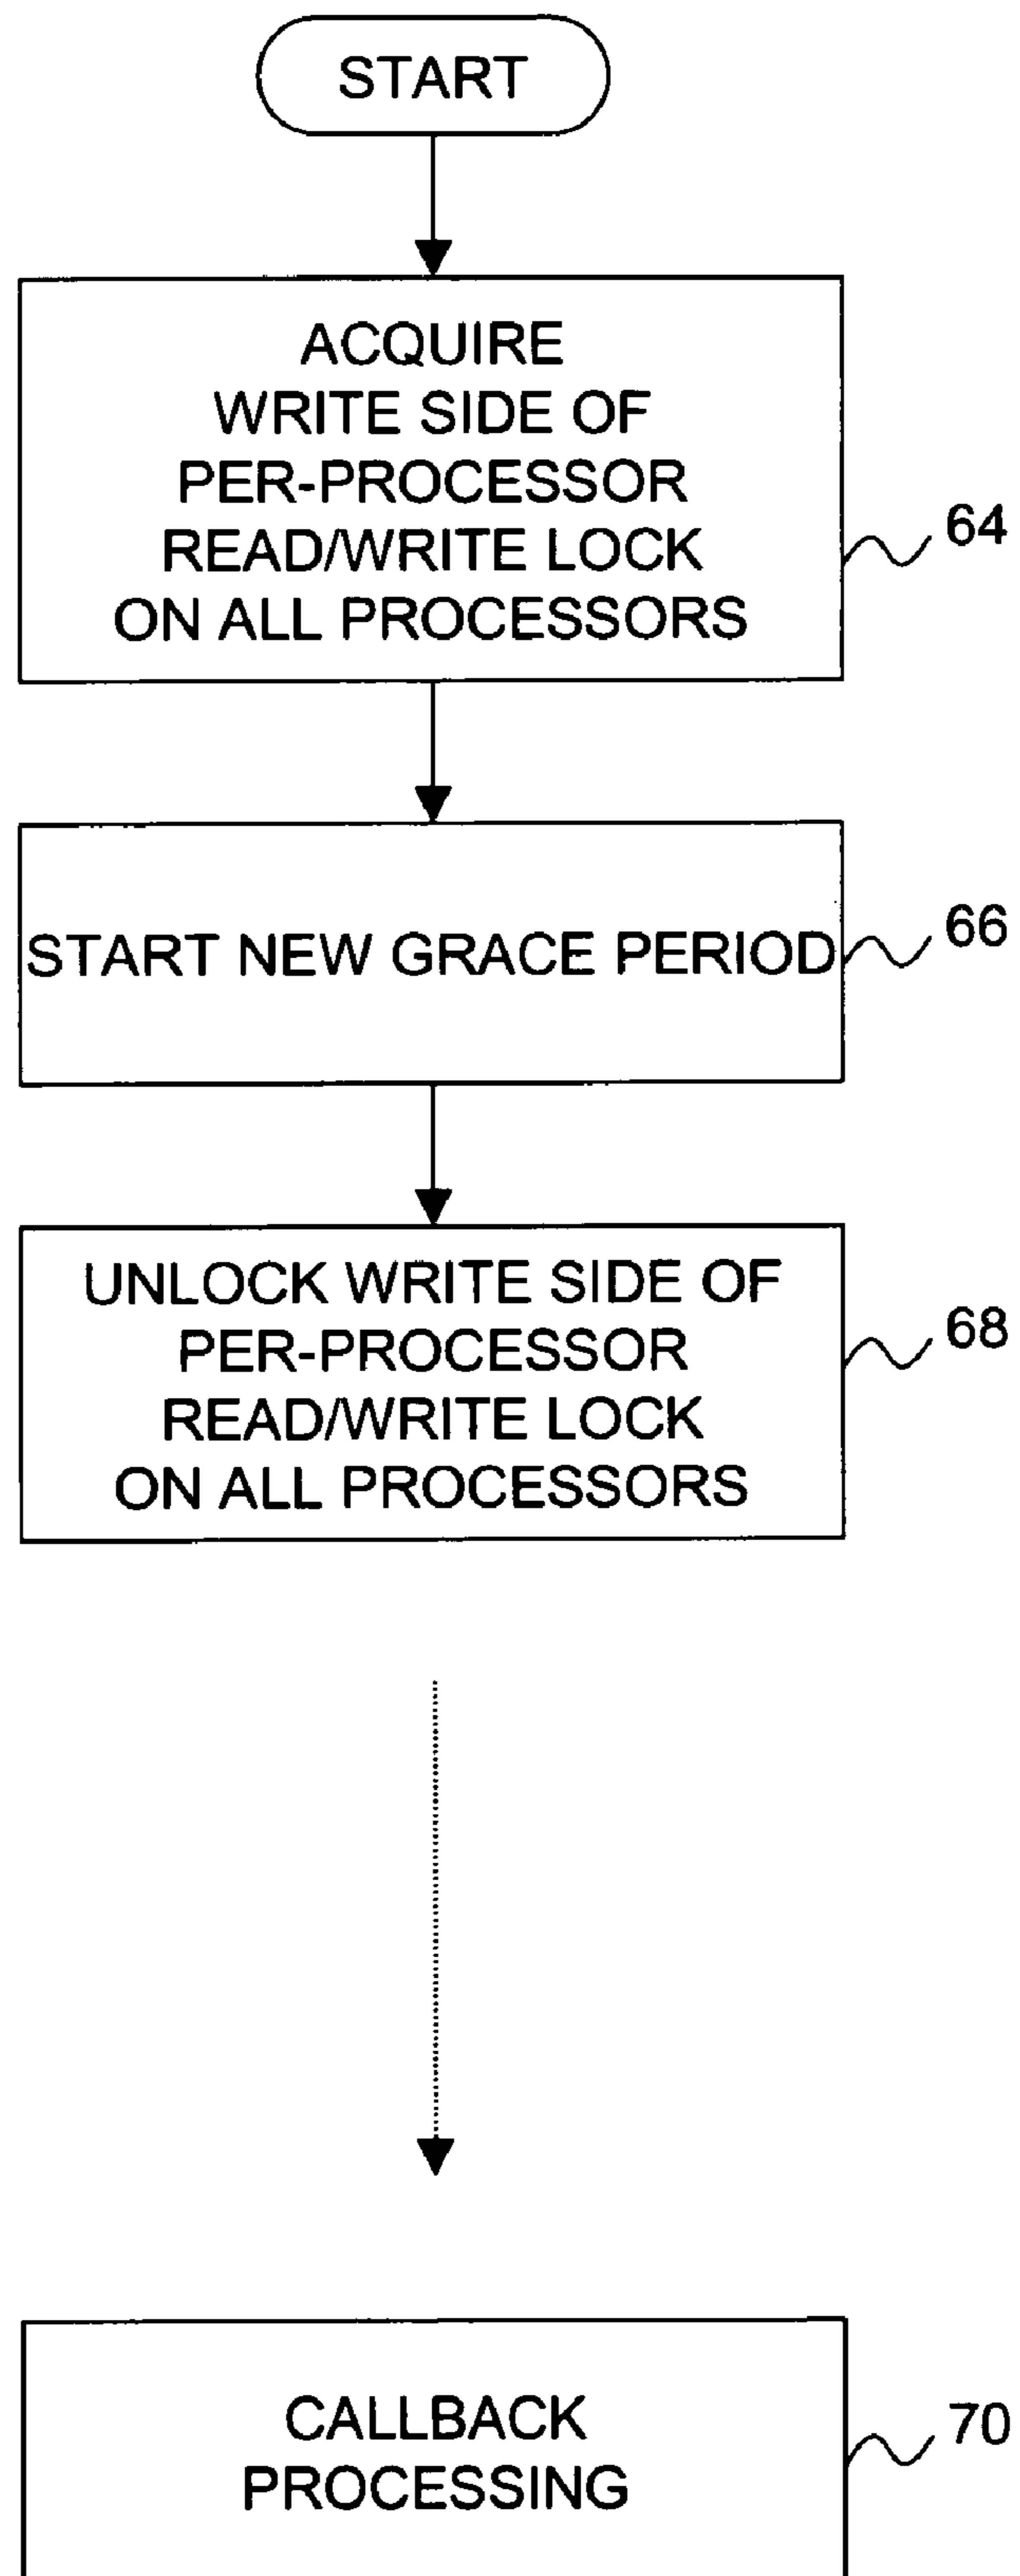 START
ACQUIRE
WRITE SIDE OF
PER-PROCESSOR
READ/WRITE LOCK
ON ALL PROCESSORS
64
START NEW GRACE PERIOD
66
UNLOCK WRITE SIDE OF
PER-PROCESSOR
READ/WRITE LOCK
ON ALL PROCESSORS
68
CALLBACK
PROCESSING
70